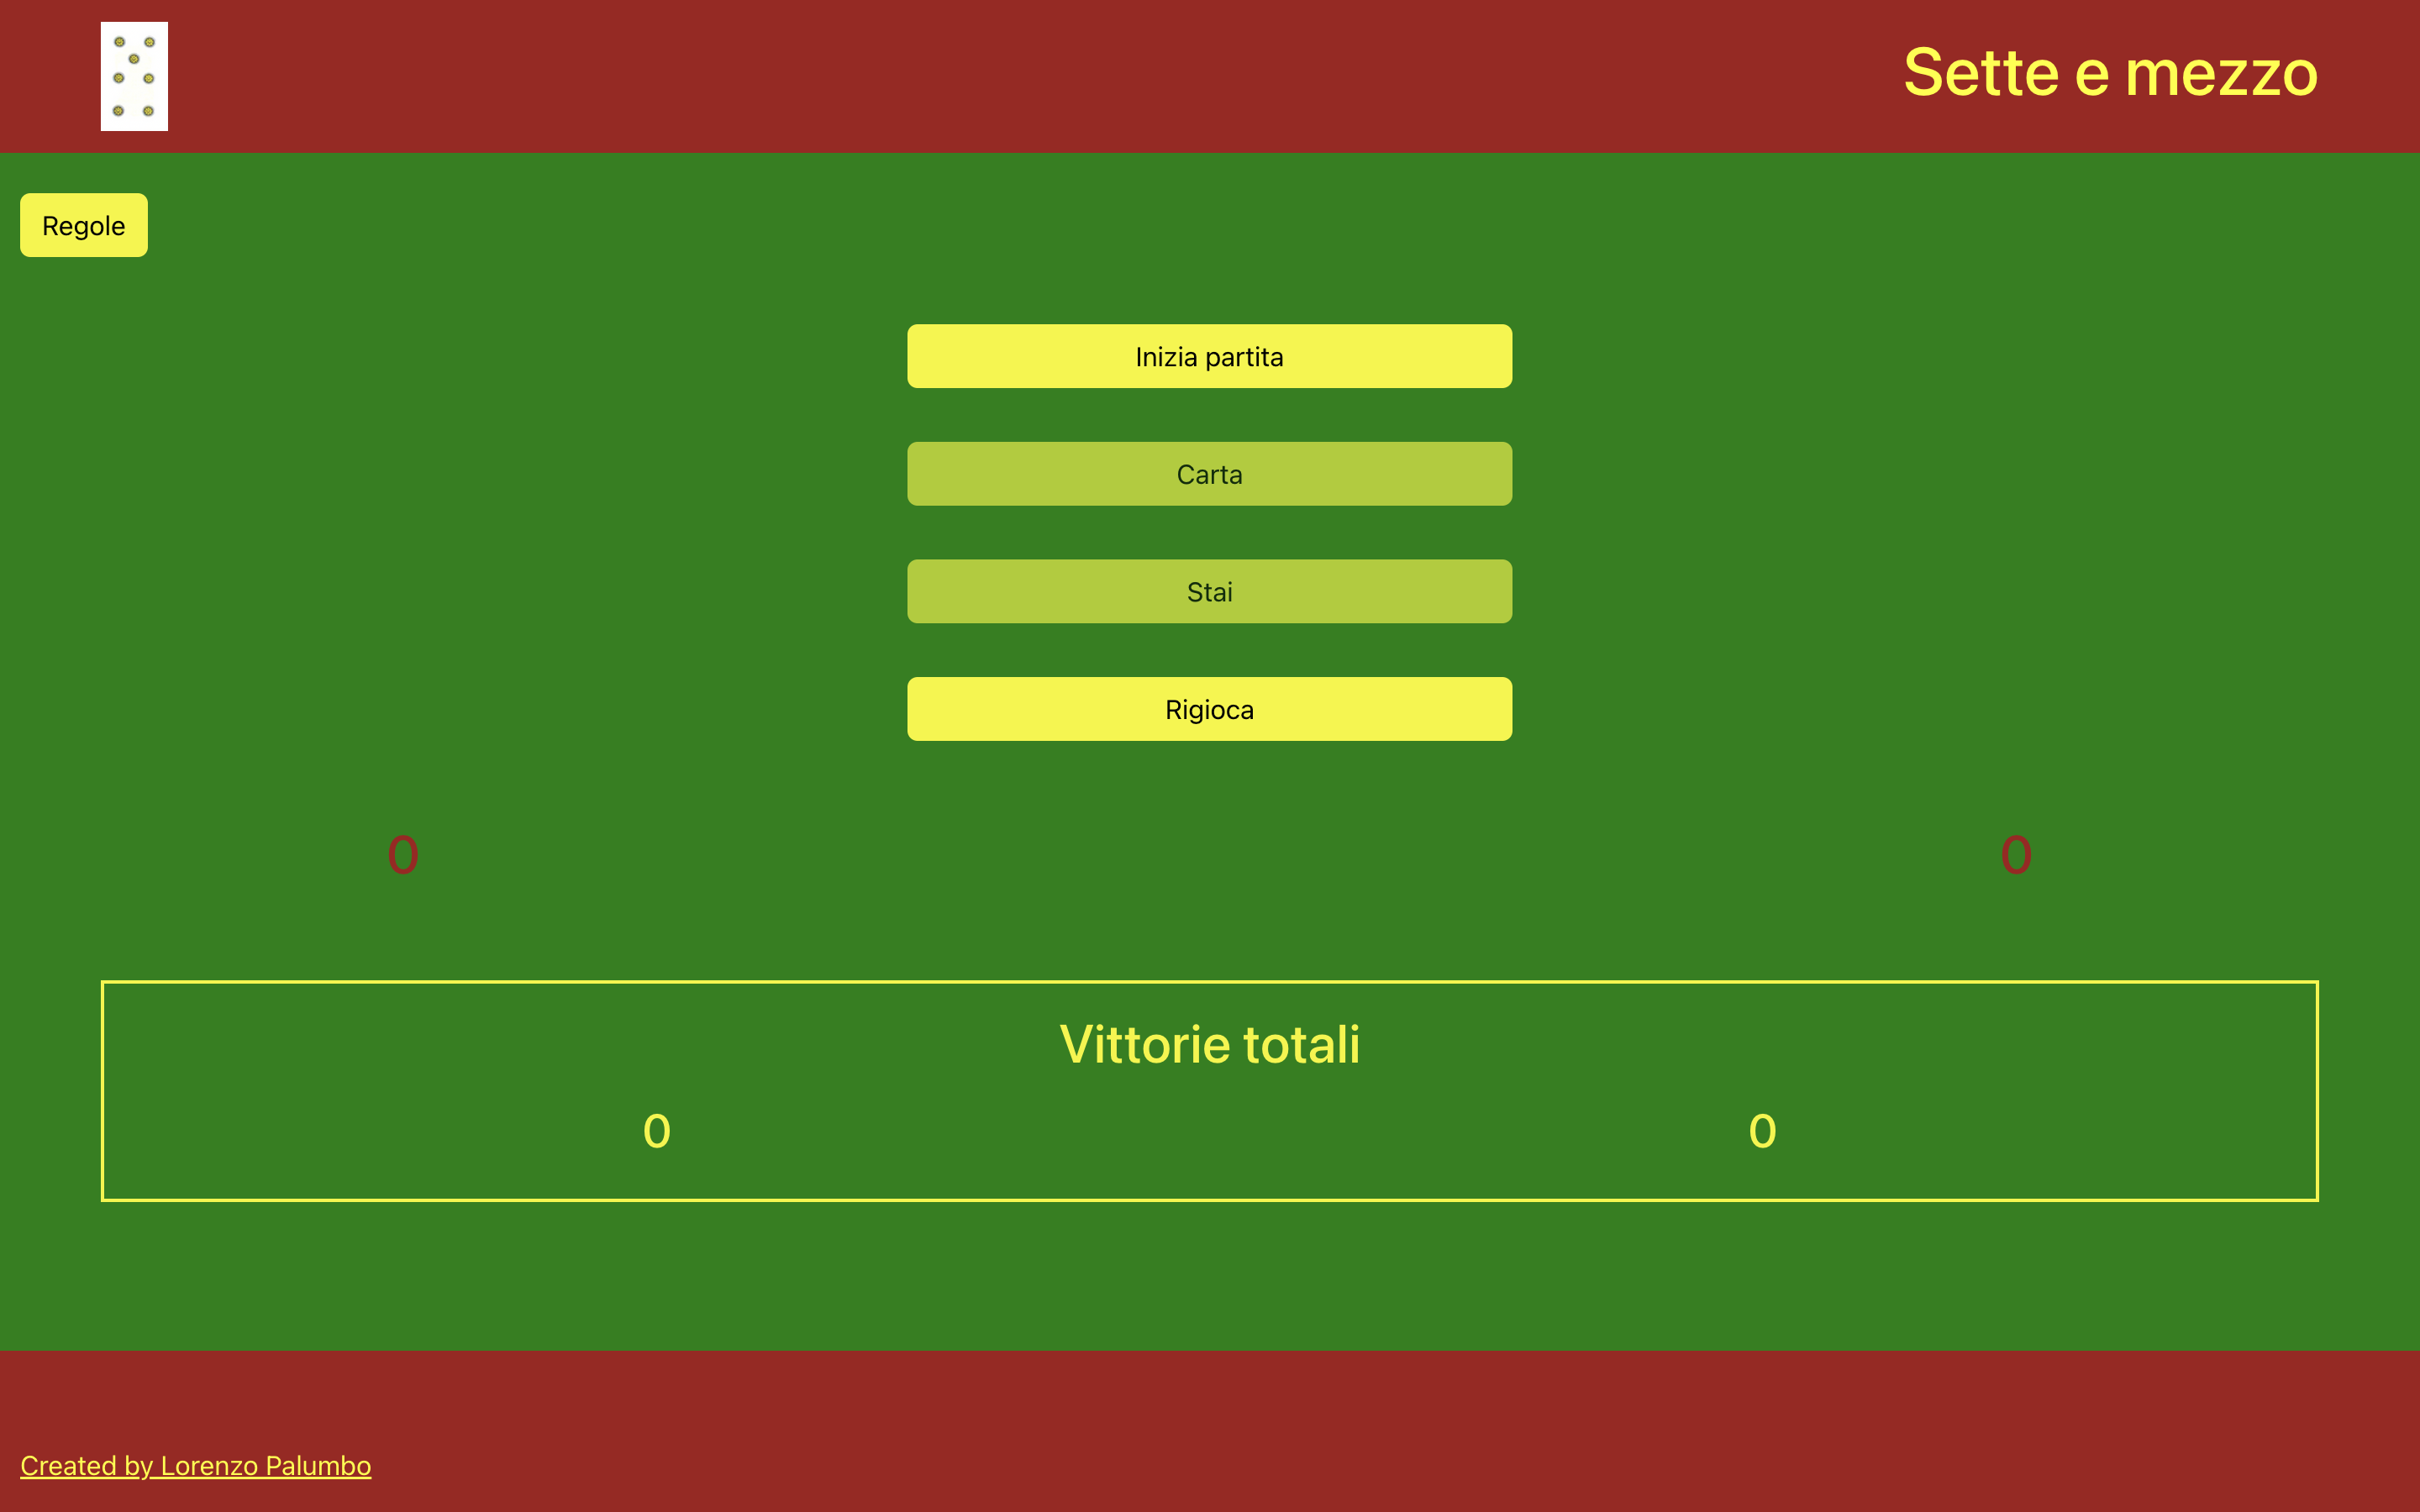 Sette e mezzo
Regole
Inizia partita
Carta
Stai
Rigioca
0
0
Vittorie totali
0
0
Created by Lorenzo Palumbo